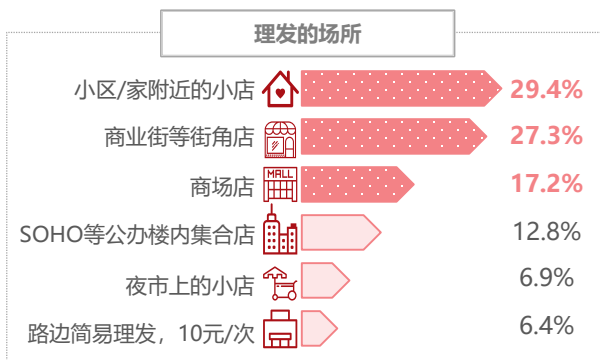 理发的场所
小区/家附近的小店 29.4%
商业街等街角店 27.3%
MALL
商场店 17.2%
SOHO等公办楼内集合店 12.8%
夜市上的小店 6.9%
路边简易理发，10元/次 6.4%